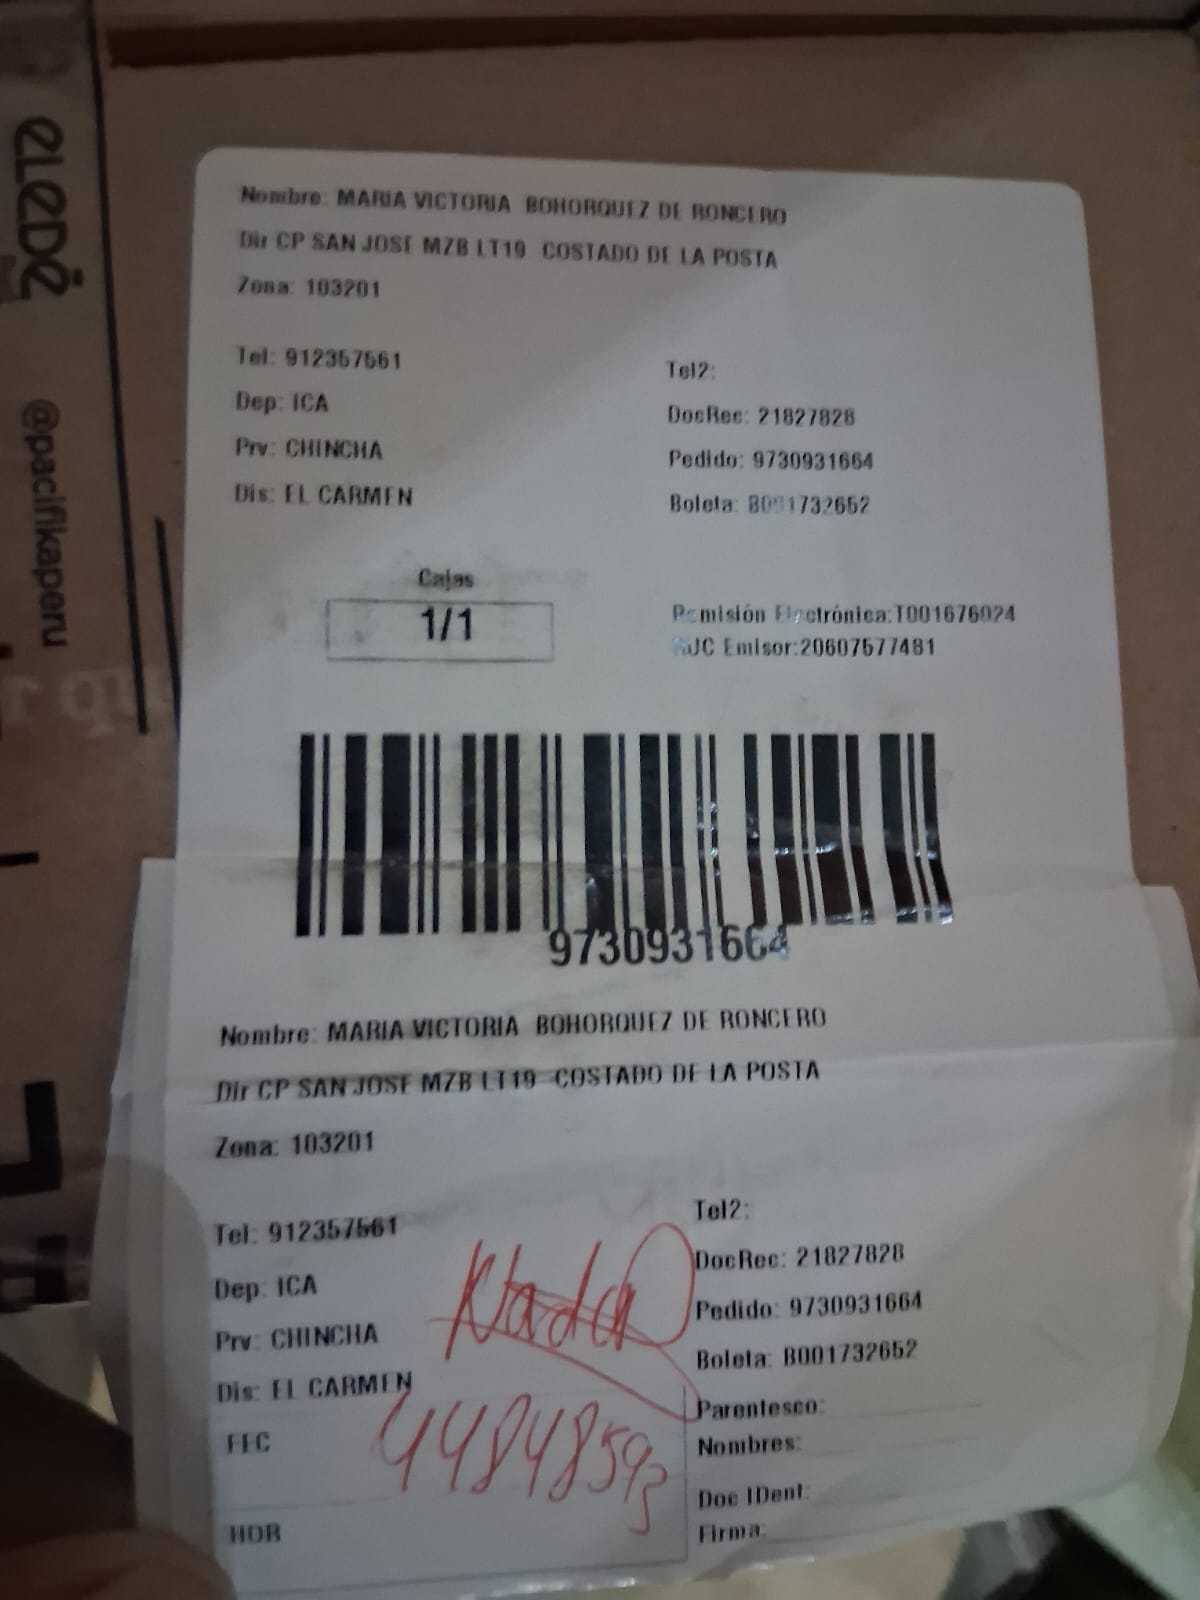 eLeDé
@pacifikaperu
r qu
Nombre: MARIA VICTORIA BOHORQUEZ DE RONCERO
Dir CP SAN JOSE MZB LT19 COSTADO DE LA POSTA
Zona: 103201
Tel: 912357561
Tel2:
Dep: ICA
DocRec: 21827828
Prv: CHINCHA
Pedido: 9730931664
Dis: EL CARMEN
Boleta: B001732652
Cajas
1/1
Remisión Electrónica:T001676024
RUC Emisor:20607577481
9730931664
Nombre: MARIA VICTORIA BOHORQUEZ DE RONCERO
Dir CP SAN JOSE MZB LT19 COSTADO DE LA POSTA
Zona: 103201
Tel: 912357561
Tel2:
Dep: ICA
DocRec: 21827828
Prv: CHINCHA
Pedido: 9730931664
Dis: EL CARMEN
Boleta: B001732652
FEC
44848593
Parentesco:
Nombres:
Doc IDent:
HOR
Firma: